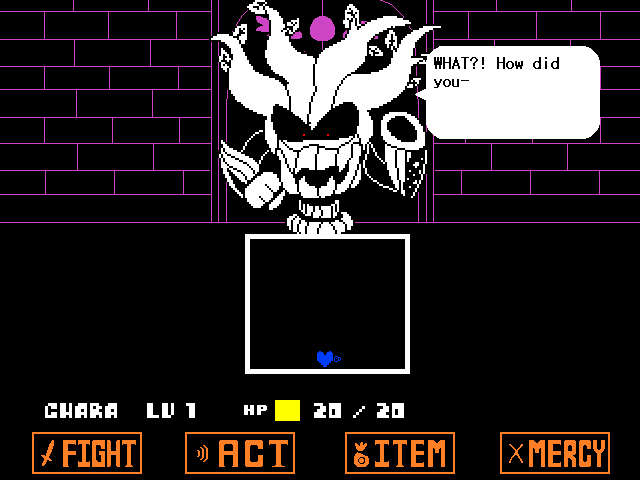 WHAT?! How did
you-
CHARA LV 1 HP 20 / 20
FIGHT ACT ITEM MERCY